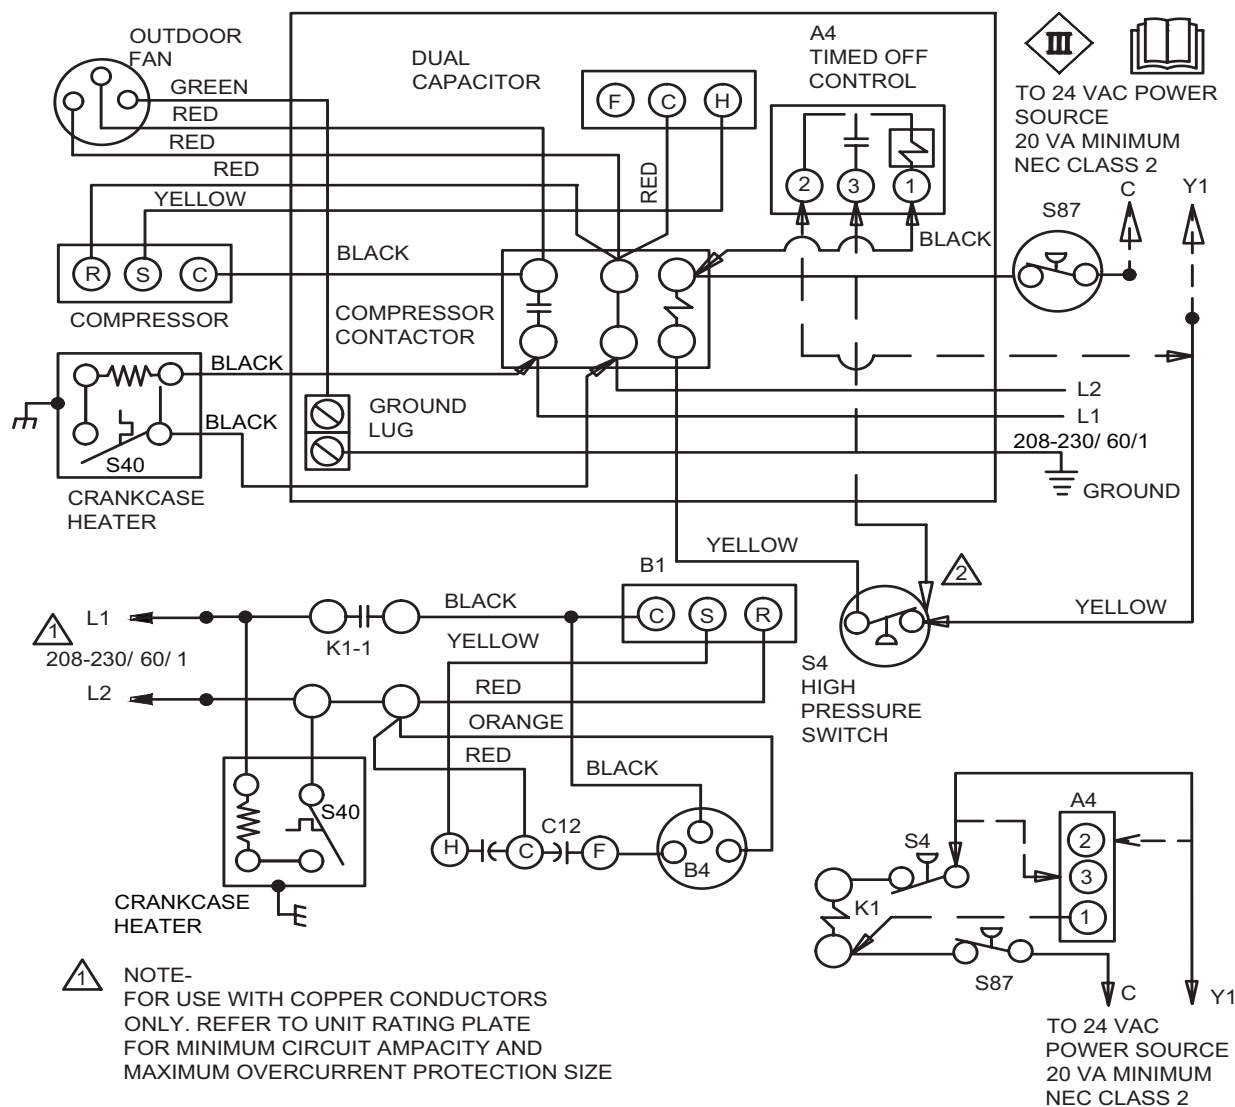 OUTDOOR
FAN
GREEN
RED
RED
RED
YELLOW
DUAL
CAPACITOR
F C H
RED
A4
TIMED OFF
CONTROL
2 3 1
BLACK
III
TO 24 VAC POWER
SOURCE
20 VA MINIMUM
NEC CLASS 2
C Y1
S87
R S C
COMPRESSOR
BLACK
COMPRESSOR
CONTACTOR
BLACK
BLACK
S40
CRANKCASE
HEATER
GROUND
LUG
L2
L1
208-230/ 60/1
GROUND
YELLOW
2
YELLOW
S4
HIGH
PRESSURE
SWITCH
B1
C S R
L1
1
208-230/ 60/ 1
L2
K1-1
BLACK
YELLOW
RED
ORANGE
RED
BLACK
S40
CRANKCASE
HEATER
H C C12 F
B4
A4
2
3
1
S4
K1
S87
C Y1
TO 24 VAC
POWER SOURCE
20 VA MINIMUM
NEC CLASS 2
1 NOTE-
FOR USE WITH COPPER CONDUCTORS
ONLY. REFER TO UNIT RATING PLATE
FOR MINIMUM CIRCUIT AMPACITY AND
MAXIMUM OVERCURRENT PROTECTION SIZE